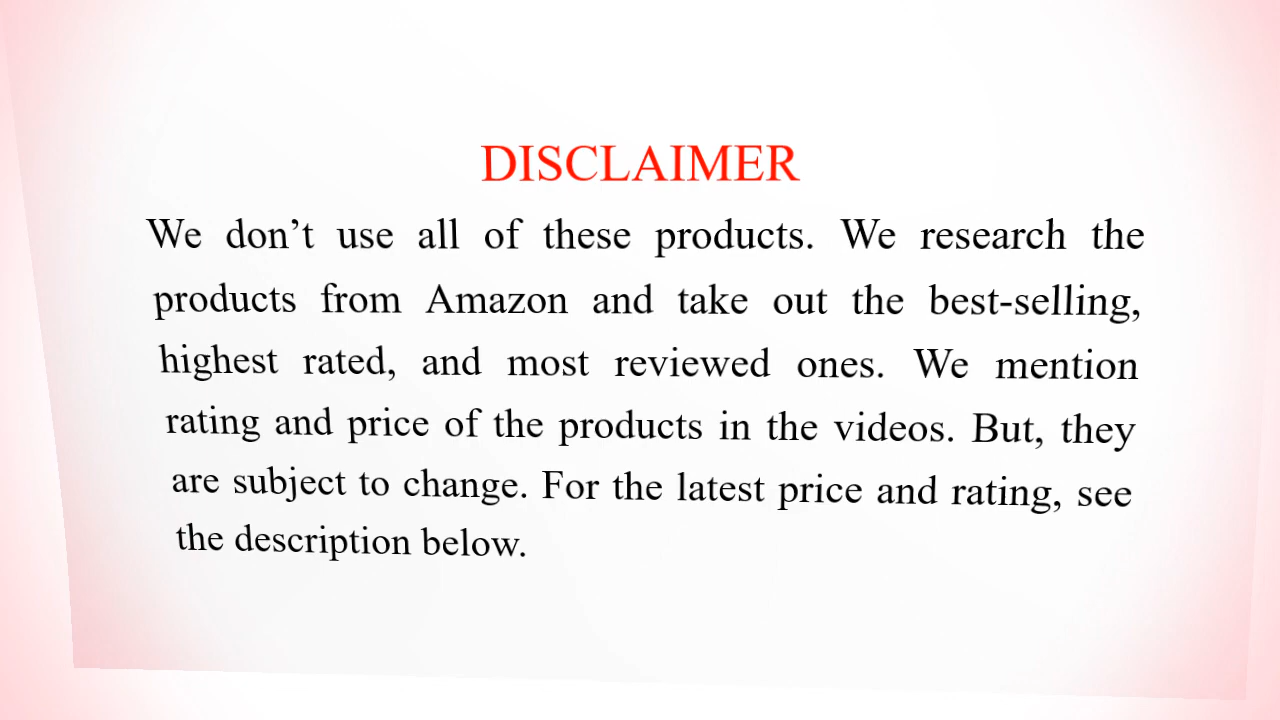 DISCLAIMER
We don’t use all of these products. We research the
products from Amazon and take out the best-selling,
highest rated, and most reviewed ones. We mention
rating and price of the products in the videos. But, they
are subject to change. For the latest price and rating, see
the description below.